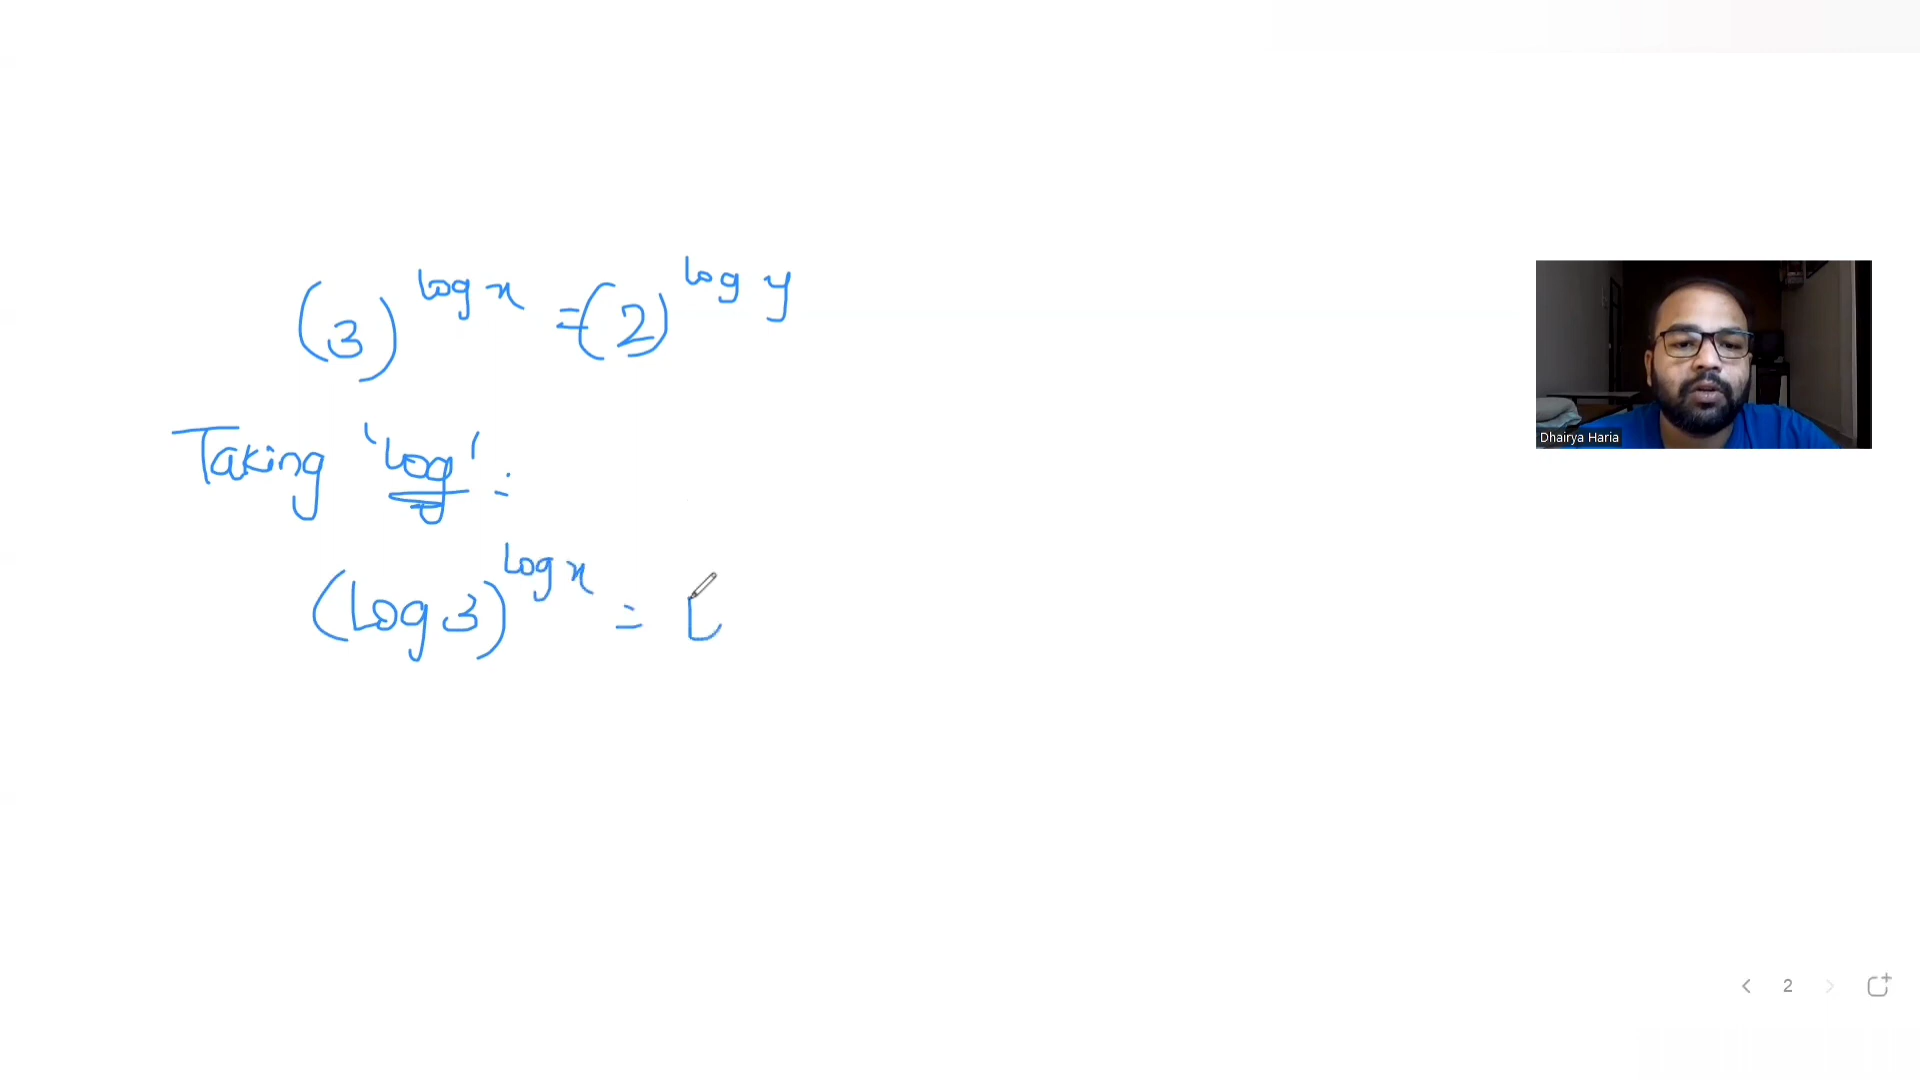 (3)^log x = (2)^log y
Taking 'log' :
(log 3)^log x = [
Dhairya Haria
2